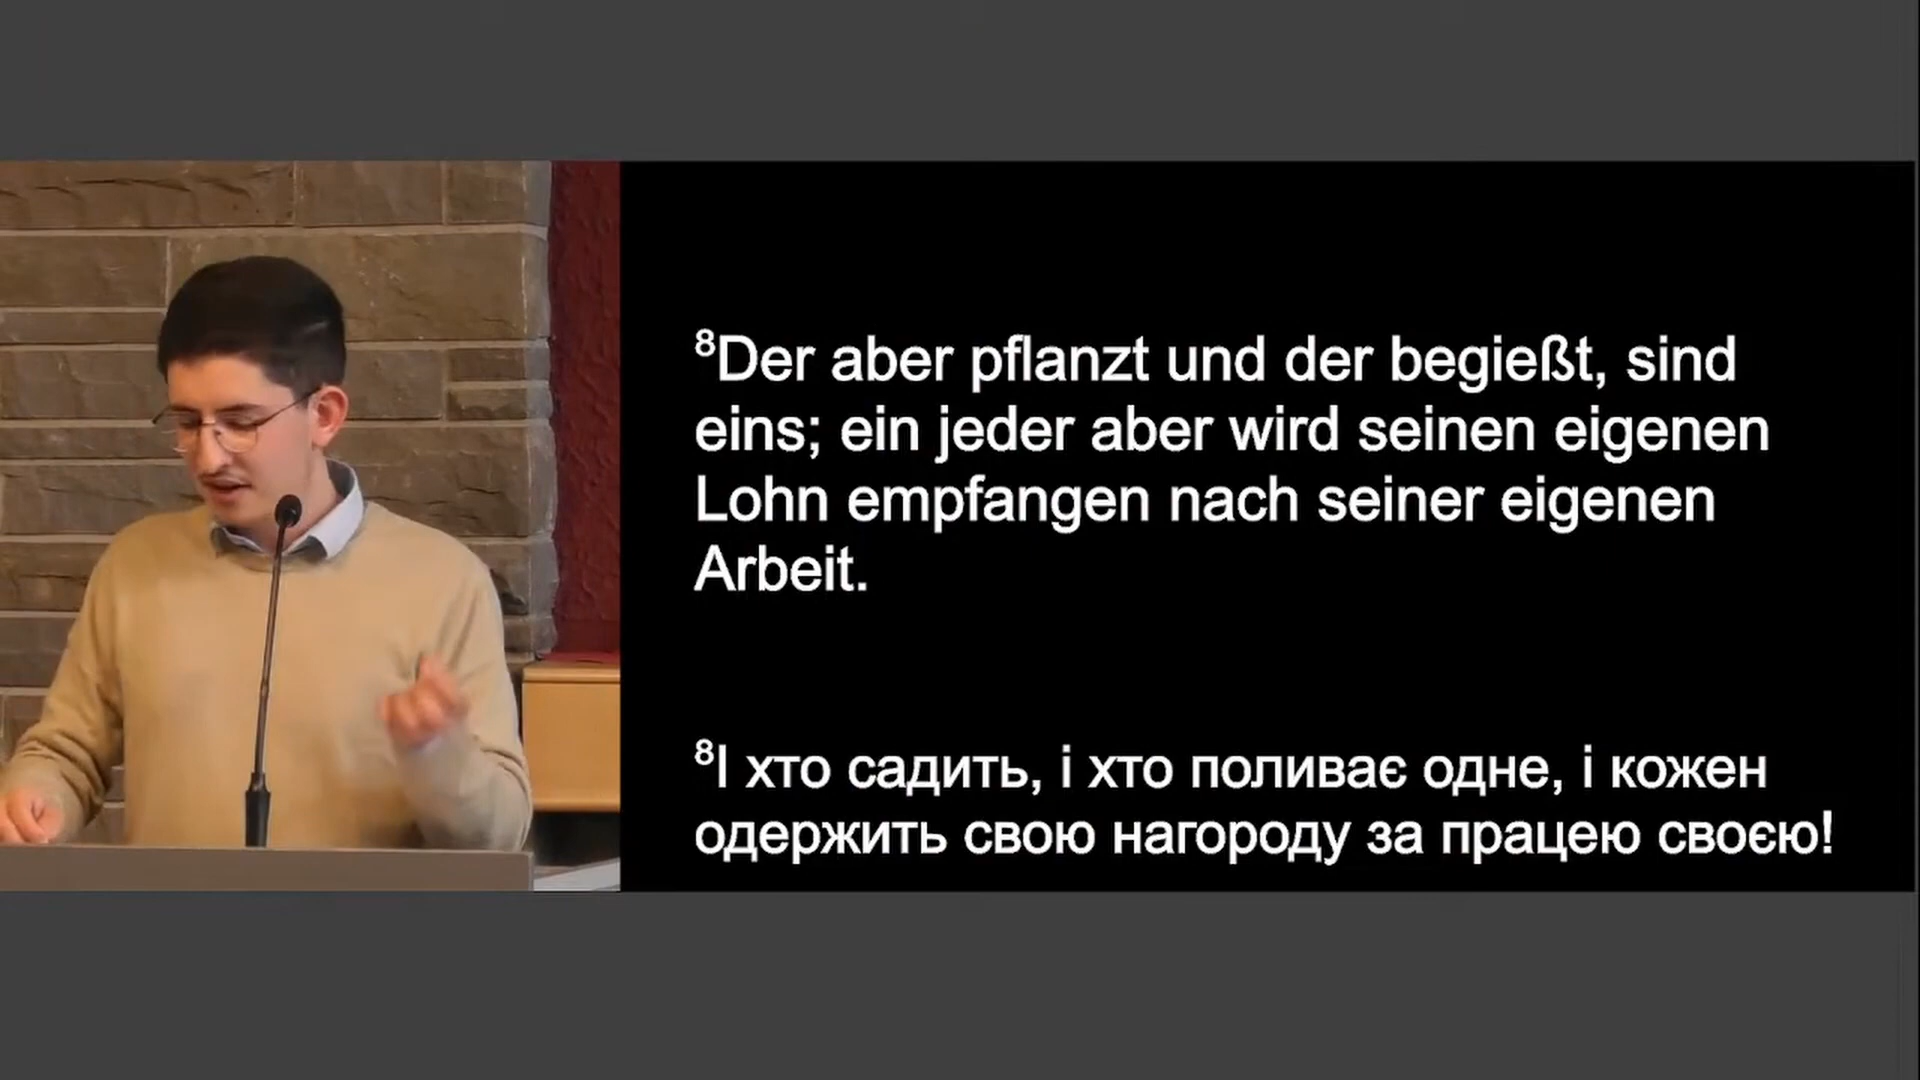 ⁸Der aber pflanzt und der begießt, sind
eins; ein jeder aber wird seinen eigenen
Lohn empfangen nach seiner eigenen
Arbeit.
⁸І хто садить, і хто поливає одне, і кожен
одержить свою нагороду за працею своєю!